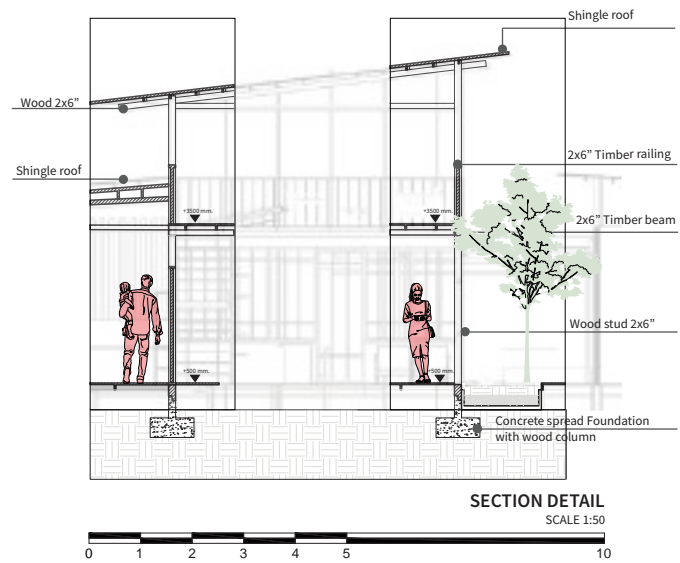 Shingle roof
Wood 2x6”
2x6” Timber railing
Shingle roof
+3500 mm.
+3500 mm.
2x6” Timber beam
Wood stud 2x6”
+500 mm.
+500 mm.
Concrete spread Foundation
with wood column
SECTION DETAIL
SCALE 1:50
0 1 2 3 4 5 10